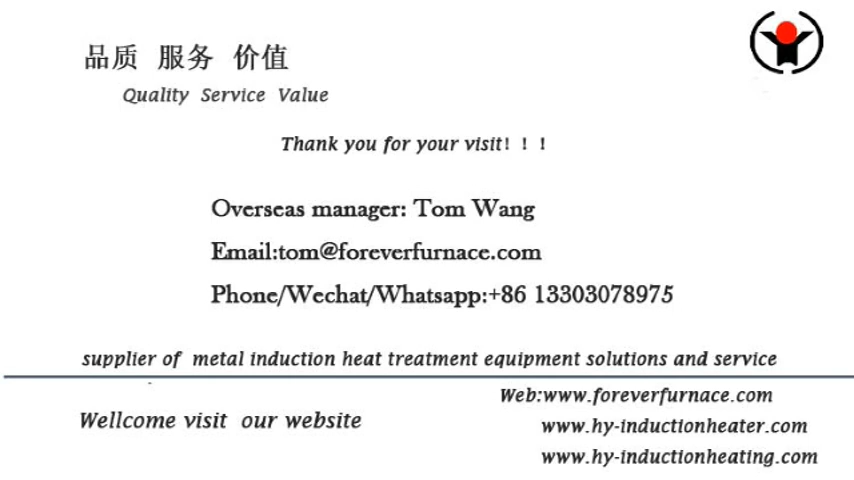 品质 服务 价值
Quality Service Value
Thank you for your visit！！！
Overseas manager: Tom Wang
Email:tom@foreverfurnace.com
Phone/Wechat/Whatsapp:+86 13303078975
supplier of metal induction heat treatment equipment solutions and service
Wellcome visit our website
Web:www.foreverfurnace.com
www.hy-inductionheater.com
www.hy-inductionheating.com